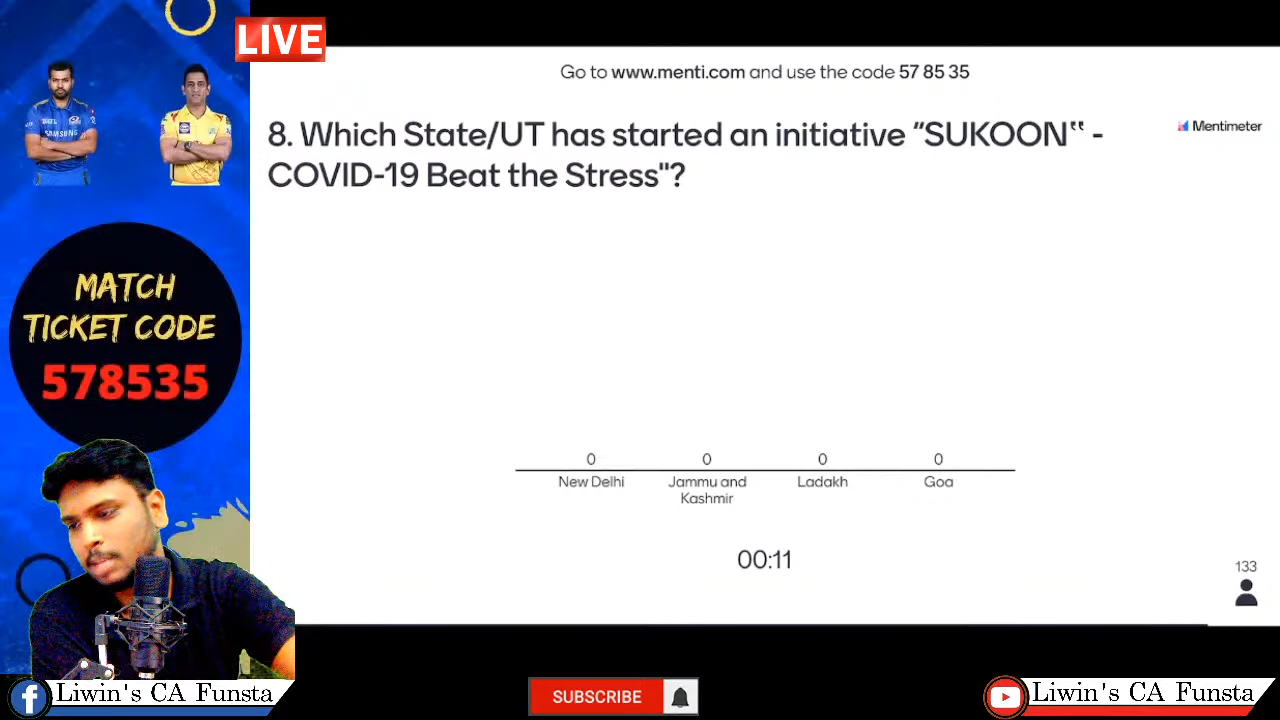 LIVE
Go to www.menti.com and use the code 57 85 35
8. Which State/UT has started an initiative “SUKOON‟ -
COVID-19 Beat the Stress"?
Mentimeter
SAMSUNG
MATCH
TICKET CODE
578535
0 0 0 0
New Delhi Jammu and Ladakh Goa
Kashmir
00:11
133
Liwin's CA Funsta
SUBSCRIBE
Liwin's CA Funsta